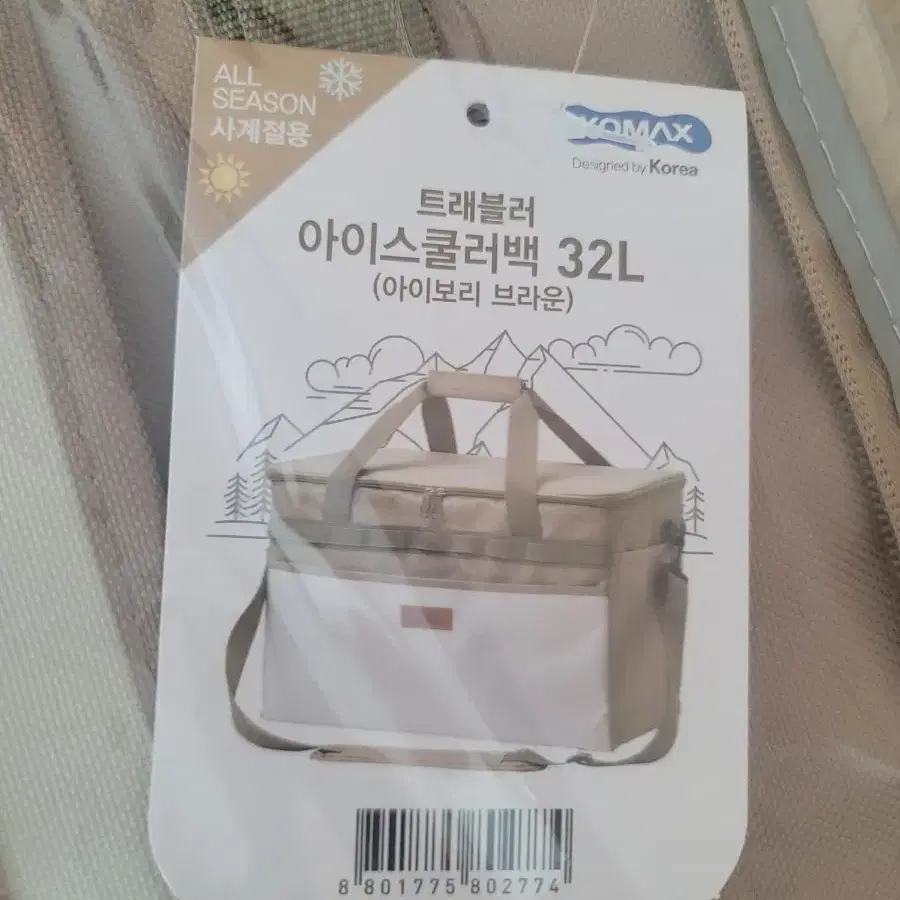 ALL
SEASON
사계절용
KOMAX
Designed by Korea
트래블러
아이스쿨러백 32L
(아이보리 브라운)
8 801775 802774